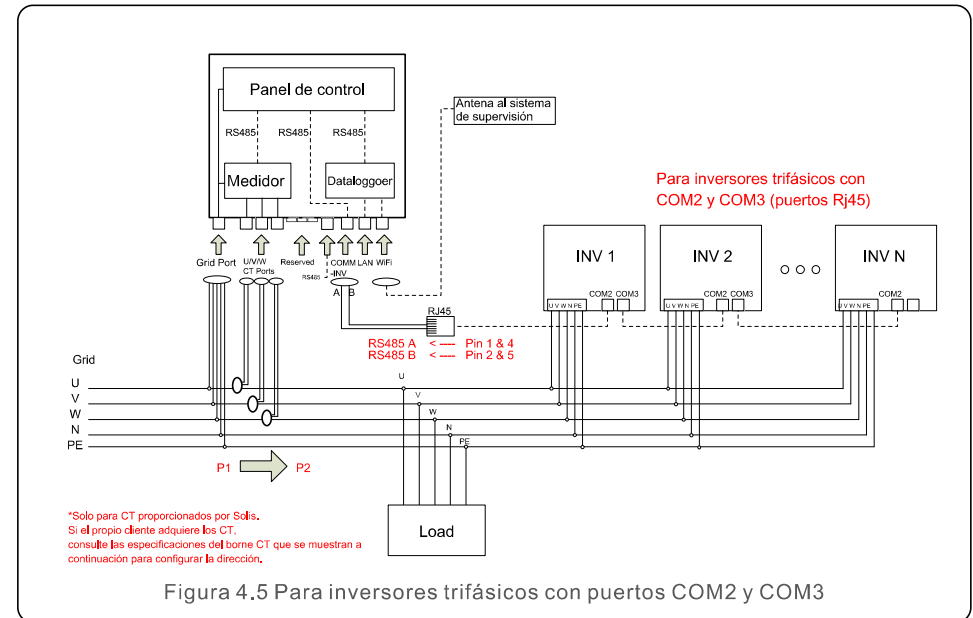 Panel de control
RS485
RS485
RS485
Medidor
Dataloggoer
Antena al sistema
de supervisión
Grid Port
U/V/W
CT Ports
Reserved
RS485
COMM
-INV
LAN
WiFi
A
B
RJ45
RS485 A < ---- Pin 1 & 4
RS485 B < ---- Pin 2 & 5
Para inversores trifásicos con
COM2 y COM3 (puertos Rj45)
INV 1
COM2 COM3
U V W N PE
INV 2
COM2 COM3
U V W N PE
INV N
COM2
U V W N PE
Grid
U
V
W
N
PE
U
V
W
N
PE
P1
P2
Load
*Solo para CT proporcionados por Solis.
Si el propio cliente adquiere los CT,
consulte las especificaciones del borne CT que se muestran a
continuación para configurar la dirección.
Figura 4.5 Para inversores trifásicos con puertos COM2 y COM3